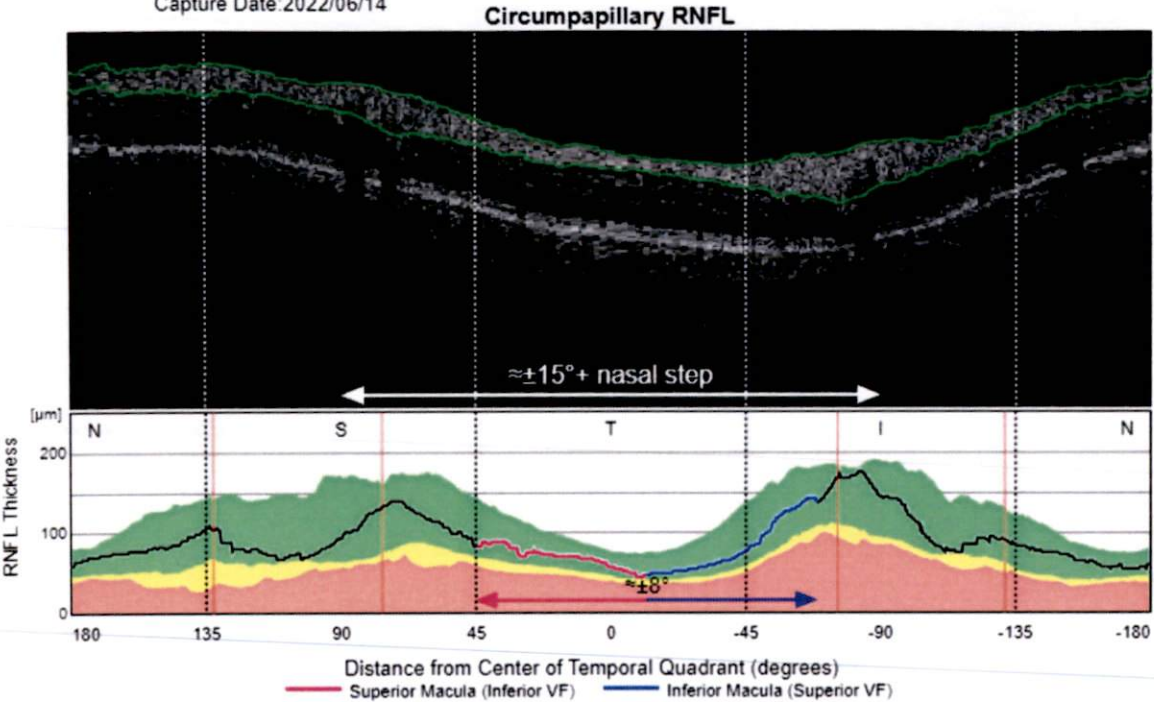 Capture Date:2022/06/14
Circumpapillary RNFL
≈±15°+ nasal step
[µm]
N S T I N
RNFL Thickness
200
100
0
≈±8°
180 135 90 45 0 -45 -90 -135 -180
Distance from Center of Temporal Quadrant (degrees)
Superior Macula (Inferior VF) Inferior Macula (Superior VF)